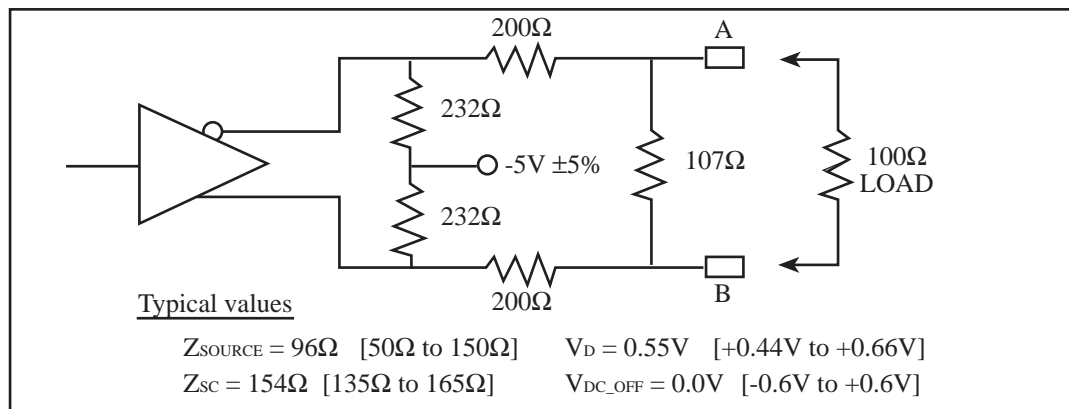 200Ω
A
232Ω
-5V ±5%
107Ω
100Ω
LOAD
232Ω
200Ω
B
Typical values
ZSOURCE = 96Ω [50Ω to 150Ω] VD = 0.55V [+0.44V to +0.66V]
ZSC = 154Ω [135Ω to 165Ω] VDC_OFF = 0.0V [-0.6V to +0.6V]